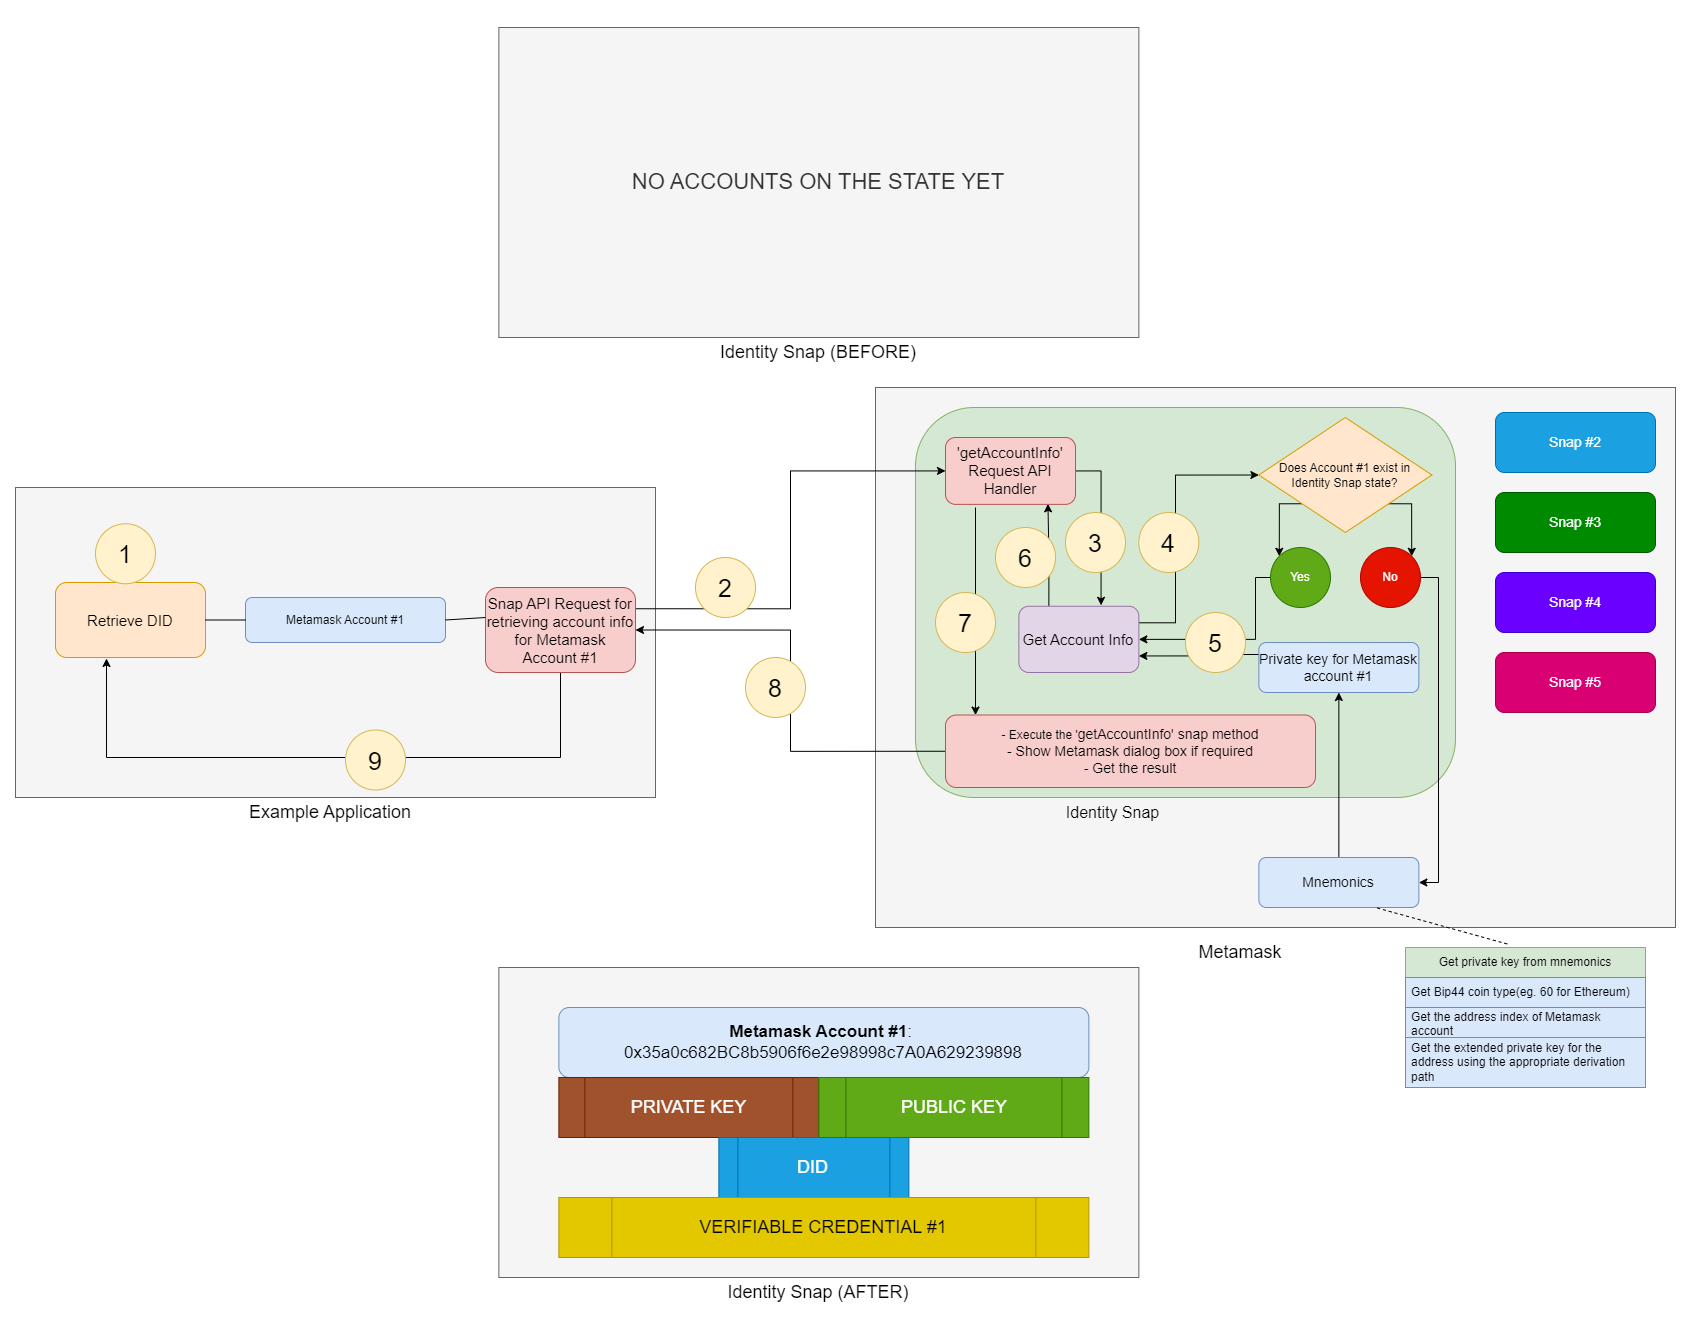 NO ACCOUNTS ON THE STATE YET
Identity Snap (BEFORE)
1
Retrieve DID
Metamask Account #1
Snap API Request for
retrieving account info
for Metamask
Account #1
9
Example Application
2
8
'getAccountInfo'
Request API
Handler
3
4
6
7
5
Get Account Info
Does Account #1 exist in
Identity Snap state?
Yes
No
Private key for Metamask
account #1
- Execute the 'getAccountInfo' snap method
- Show Metamask dialog box if required
- Get the result
Identity Snap
Snap #2
Snap #3
Snap #4
Snap #5
Mnemonics
Metamask
Get private key from mnemonics
Get Bip44 coin type(eg. 60 for Ethereum)
Get the address index of Metamask
account
Get the extended private key for the
address using the appropriate derivation
path
Metamask Account #1:
0x35a0c682BC8b5906f6e2e98998c7A0A629239898
PRIVATE KEY
PUBLIC KEY
DID
VERIFIABLE CREDENTIAL #1
Identity Snap (AFTER)